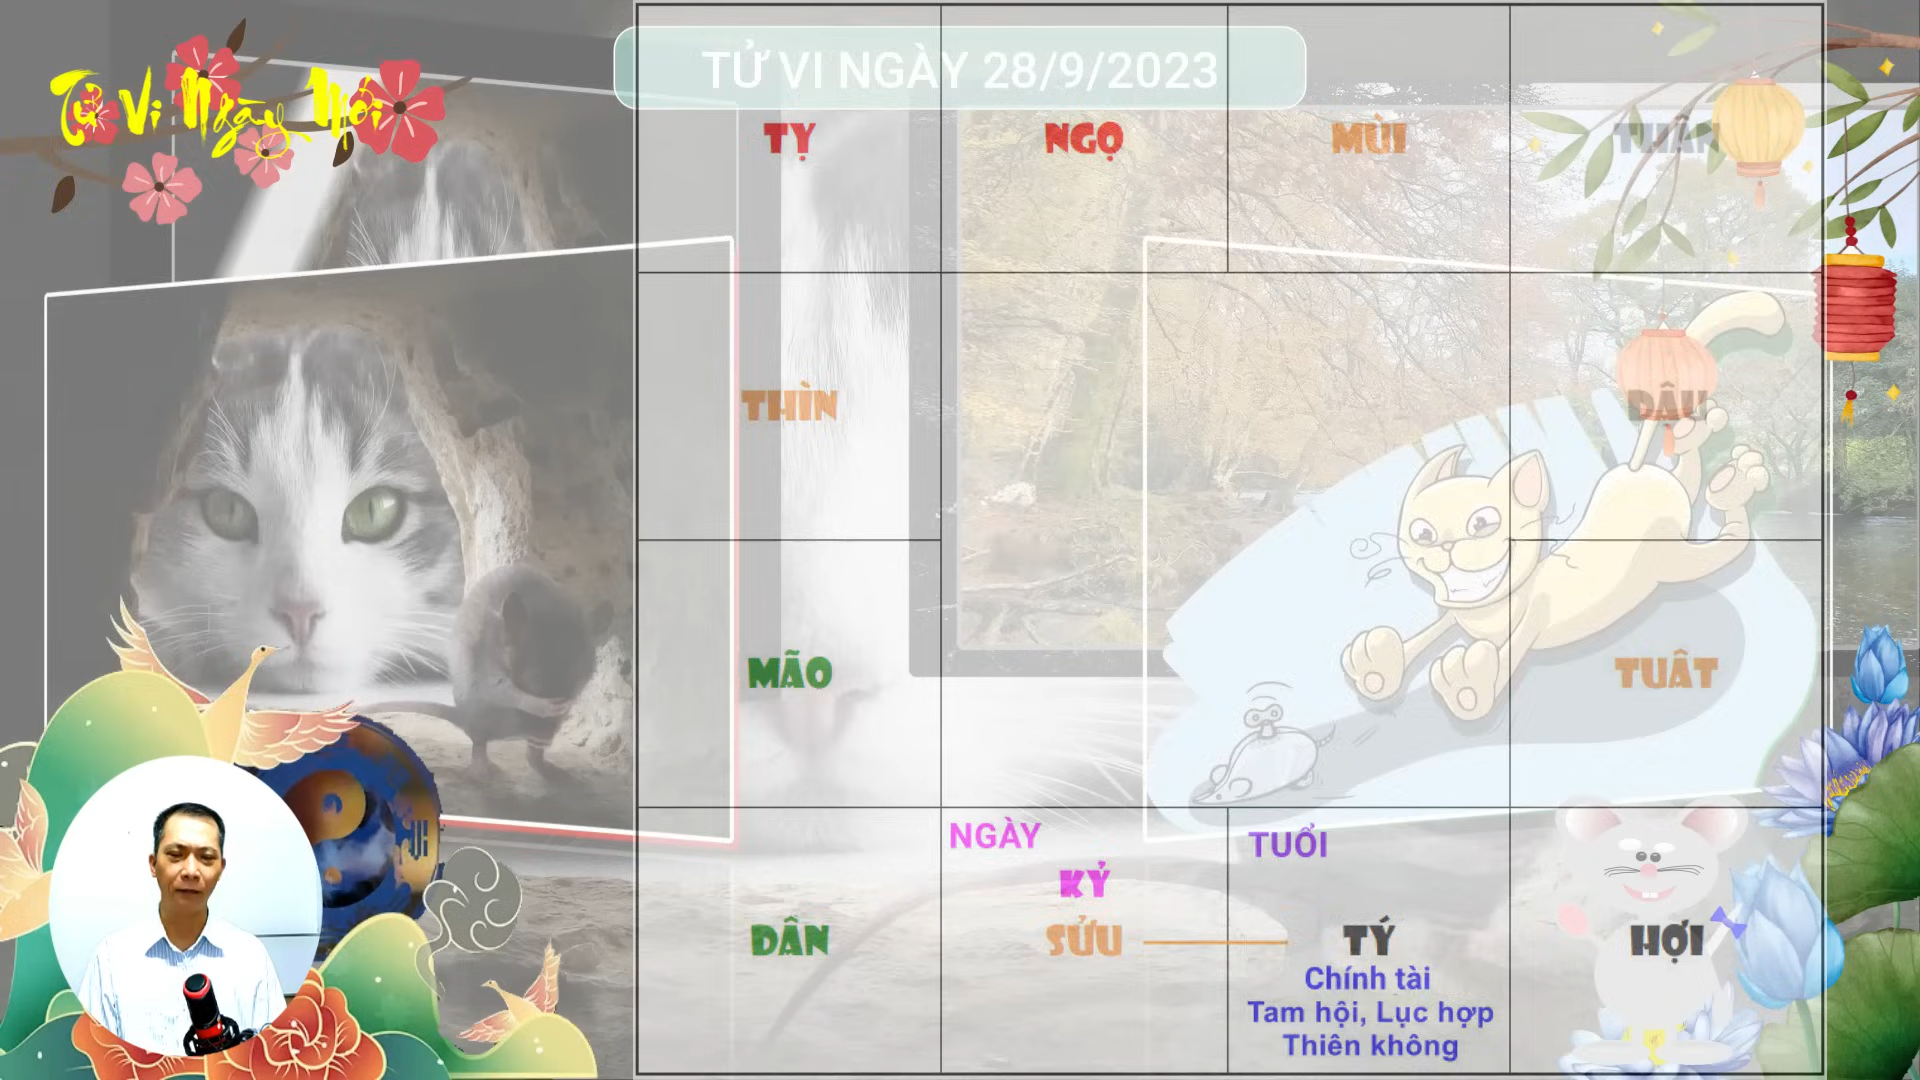 Tử Vi Ngày Mới
TỬ VI NGÀY 28/9/2023
TỴ
NGỌ
MÙI
THÂN
THÌN
DẬU
MÃO
TUẤT
NGÀY
TUỔI
KỶ
DẦN
SỬU
TÝ
HỢI
Chính tài
Tam hội, Lục hợp
Thiên không